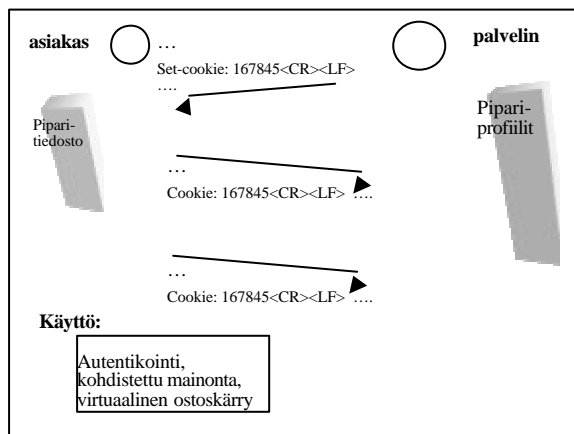 asiakas
…
palvelin
Set-cookie: 167845<CR><LF>
….
Pipari-
tiedosto
Pipari-
profiilit
…
Cookie: 167845<CR><LF> ….
…
Cookie: 167845<CR><LF> ….
Käyttö:
Autentikointi,
kohdistettu mainonta,
virtuaalinen ostoskärry